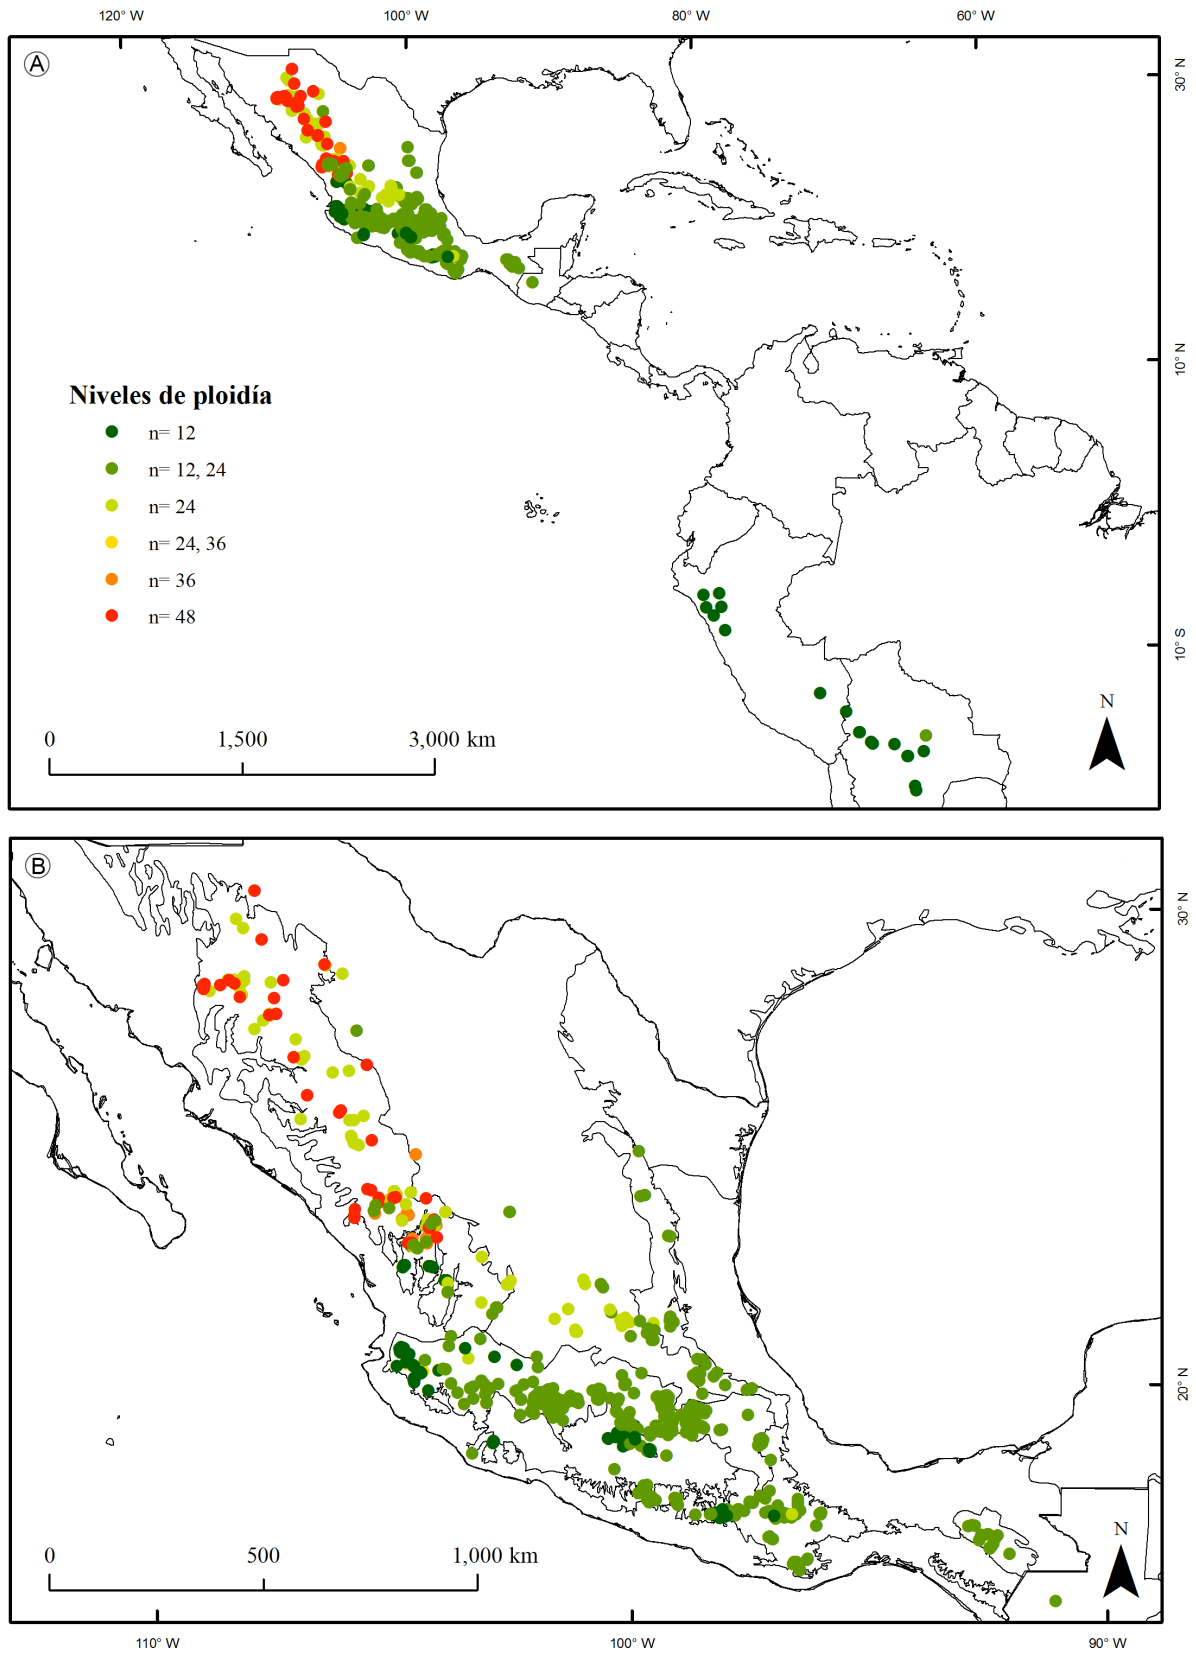 120° W 100° W 80° W 60° W
A
30° N
10° N
Niveles de ploidía
n= 12
n= 12, 24
n= 24
n= 24, 36
n= 36
n= 48
10° S
N
0 1,500 3,000 km
B
30° N
20° N
N
0 500 1,000 km
110° W 100° W 90° W